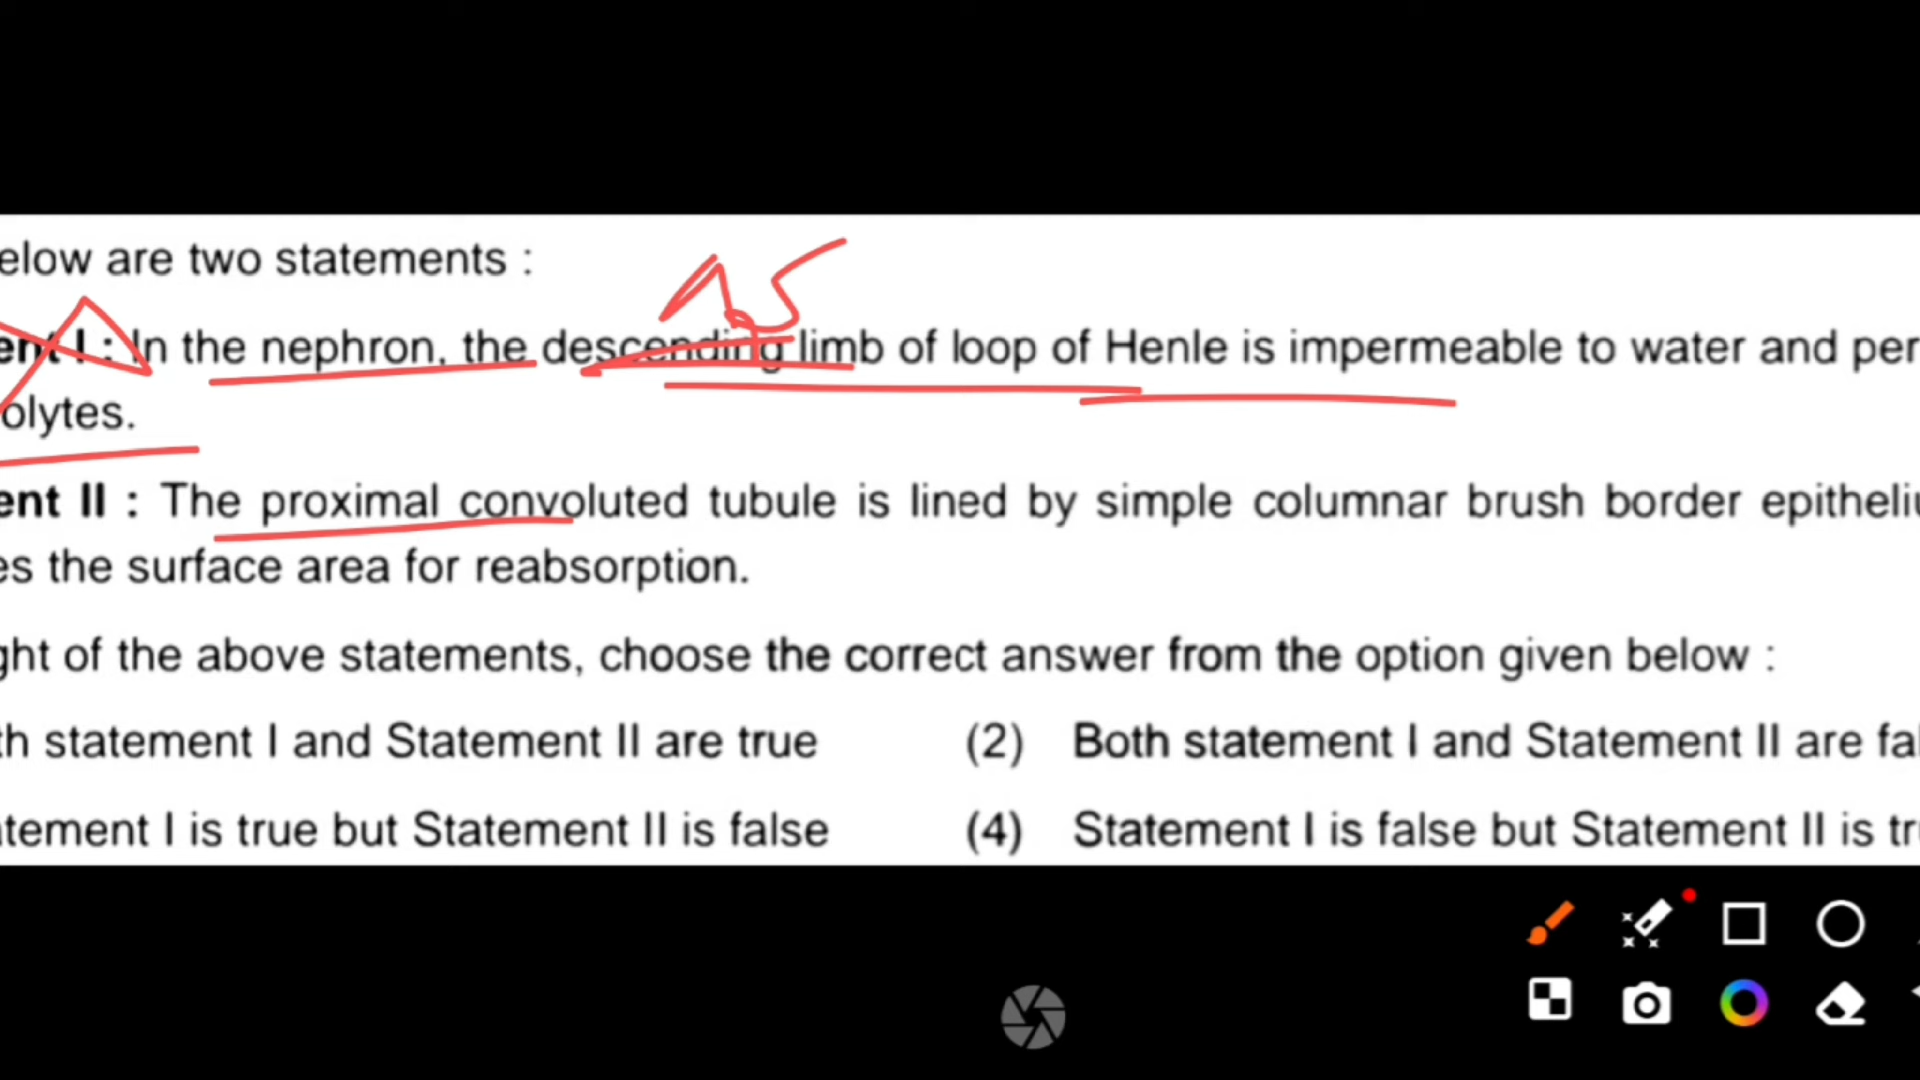 elow are two statements :
ent I : In the nephron, the descending limb of loop of Henle is impermeable to water and per
olytes.
ent II : The proximal convoluted tubule is lined by simple columnar brush border epitheliu
es the surface area for reabsorption.
ght of the above statements, choose the correct answer from the option given below :
th statement I and Statement II are true (2) Both statement I and Statement II are fal
tement I is true but Statement II is false (4) Statement I is false but Statement II is tr